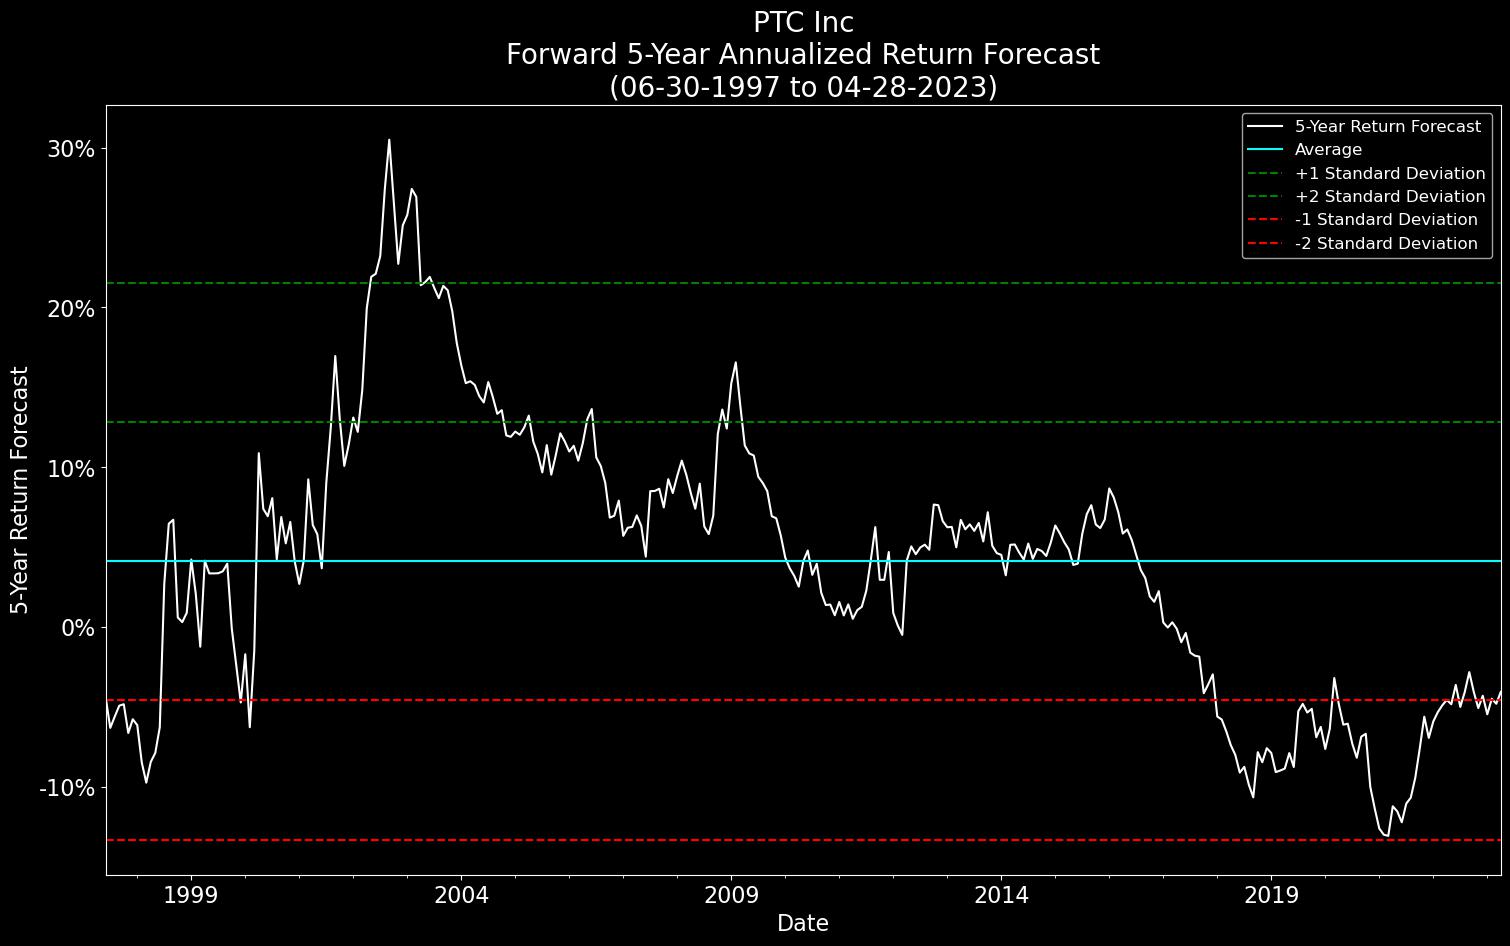 PTC Inc
Forward 5-Year Annualized Return Forecast
(06-30-1997 to 04-28-2023)
5-Year Return Forecast
Average
+1 Standard Deviation
+2 Standard Deviation
-1 Standard Deviation
-2 Standard Deviation
5-Year Return Forecast
30%
20%
10%
0%
-10%
1999 2004 2009 2014 2019
Date